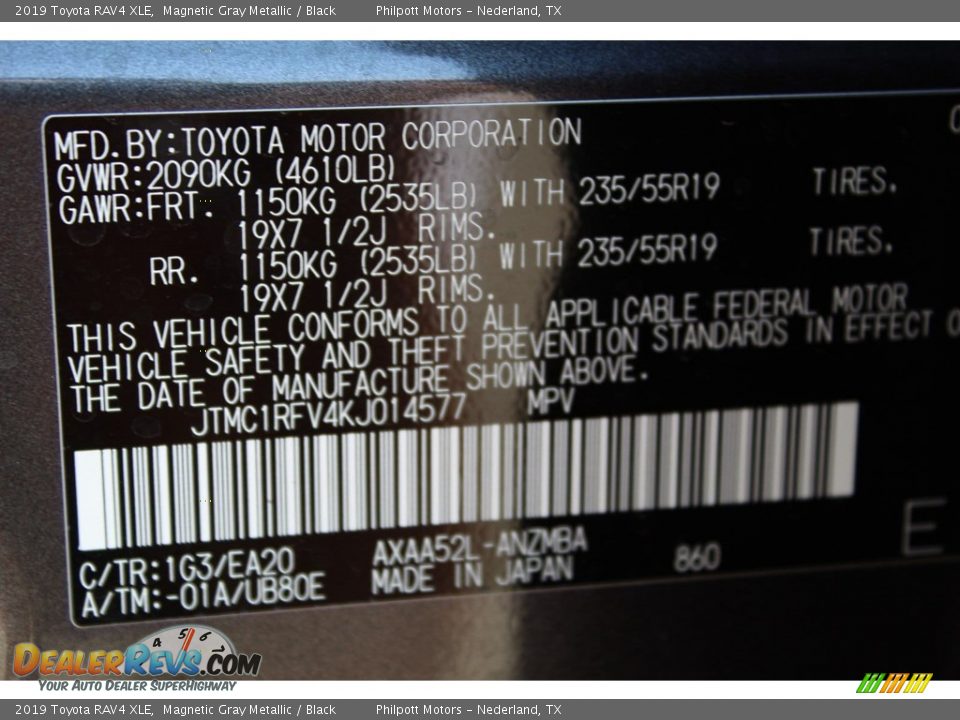 2019 Toyota RAV4 XLE, Magnetic Gray Metallic / Black Philpott Motors - Nederland, TX
MFD.BY:TOYOTA MOTOR CORPORATION
GVWR:2090KG (4610LB)
GAWR:FRT. 1150KG (2535LB) WITH 235/55R19 TIRES.
19X7 1/2J RIMS.
RR. 1150KG (2535LB) WITH 235/55R19 TIRES.
19X7 1/2J RIMS.
THIS VEHICLE CONFORMS TO ALL APPLICABLE FEDERAL MOTOR
VEHICLE SAFETY AND THEFT PREVENTION STANDARDS IN EFFECT
THE DATE OF MANUFACTURE SHOWN ABOVE.
JTMC1RFV4KJ014577 MPV
C/TR:1G3/EA20 AXAA52L-ANZMBA 860 E
A/TM:-01A/UB80E MADE IN JAPAN
4 5 6
DEALERREVS.COM
YOUR AUTO DEALER SUPERHIGHWAY
2019 Toyota RAV4 XLE, Magnetic Gray Metallic / Black Philpott Motors - Nederland, TX